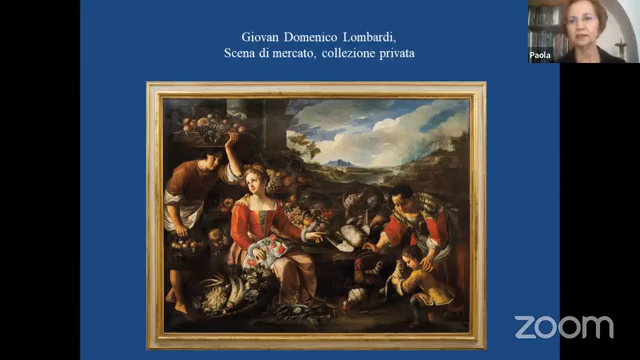 Giovan Domenico Lombardi,
Scena di mercato, collezione privata
Paola
zoom